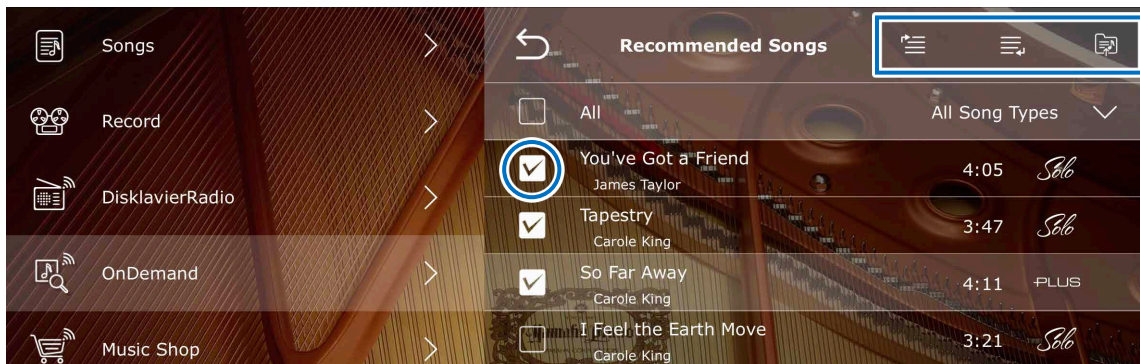 Songs
Record
DisklavierRadio
OnDemand
Music Shop
Recommended Songs
All
All Song Types
You've Got a Friend
James Taylor
4:05
Solo
Tapestry
Carole King
3:47
Solo
So Far Away
Carole King
4:11
PLUS
I Feel the Earth Move
Carole King
3:21
Solo